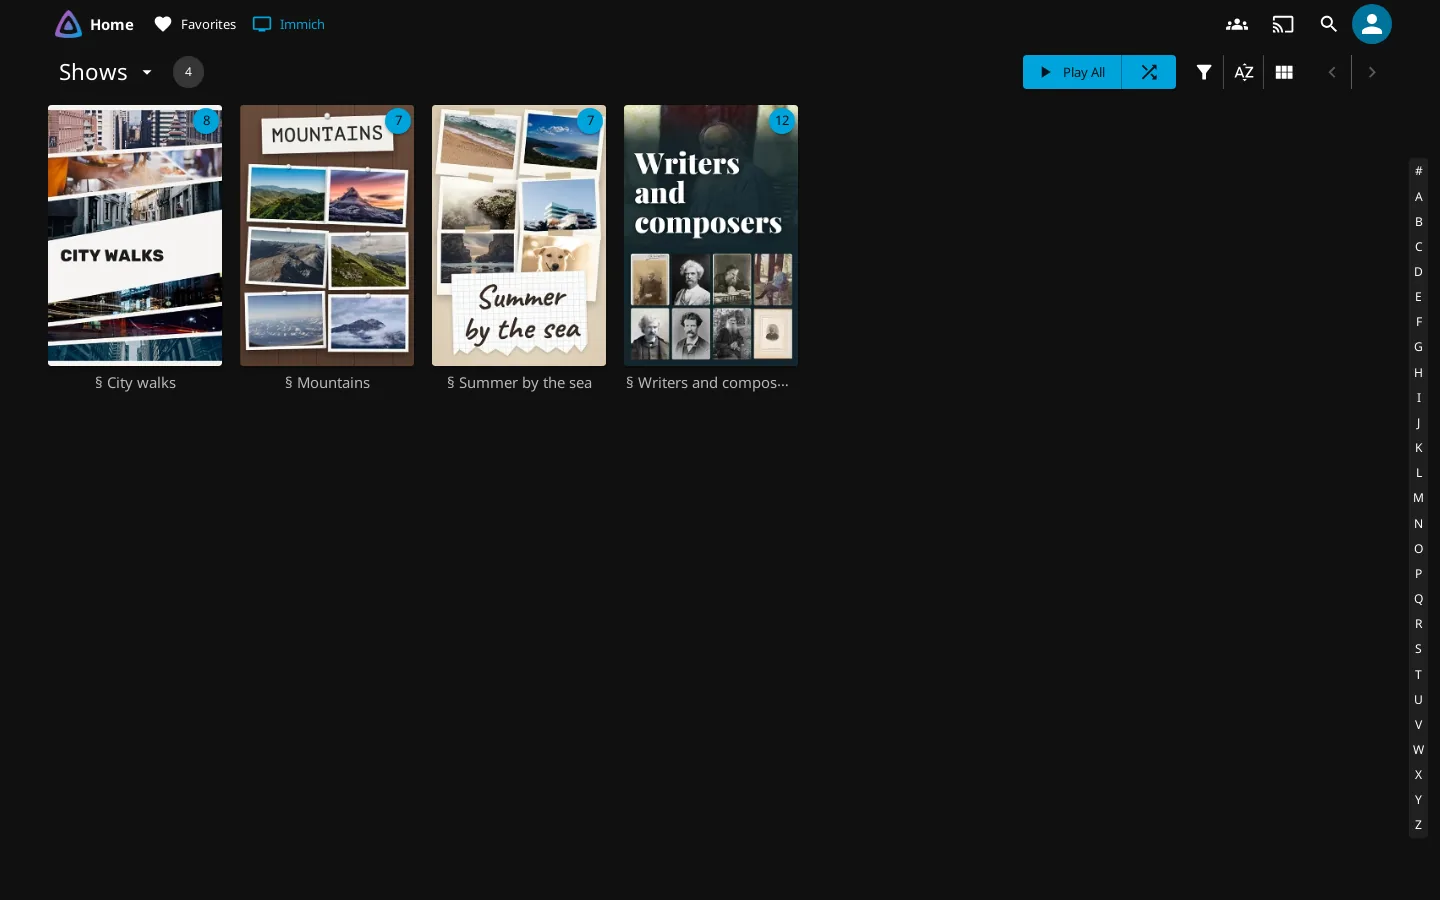 Home
Favorites
Immich
Shows
4
Play All
AZ
8
CITY WALKS
§ City walks
7
MOUNTAINS
§ Mountains
7
Summer
by the sea
§ Summer by the sea
12
Writers
and
composers
§ Writers and compos...
#
A
B
C
D
E
F
G
H
I
J
K
L
M
N
O
P
Q
R
S
T
U
V
W
X
Y
Z